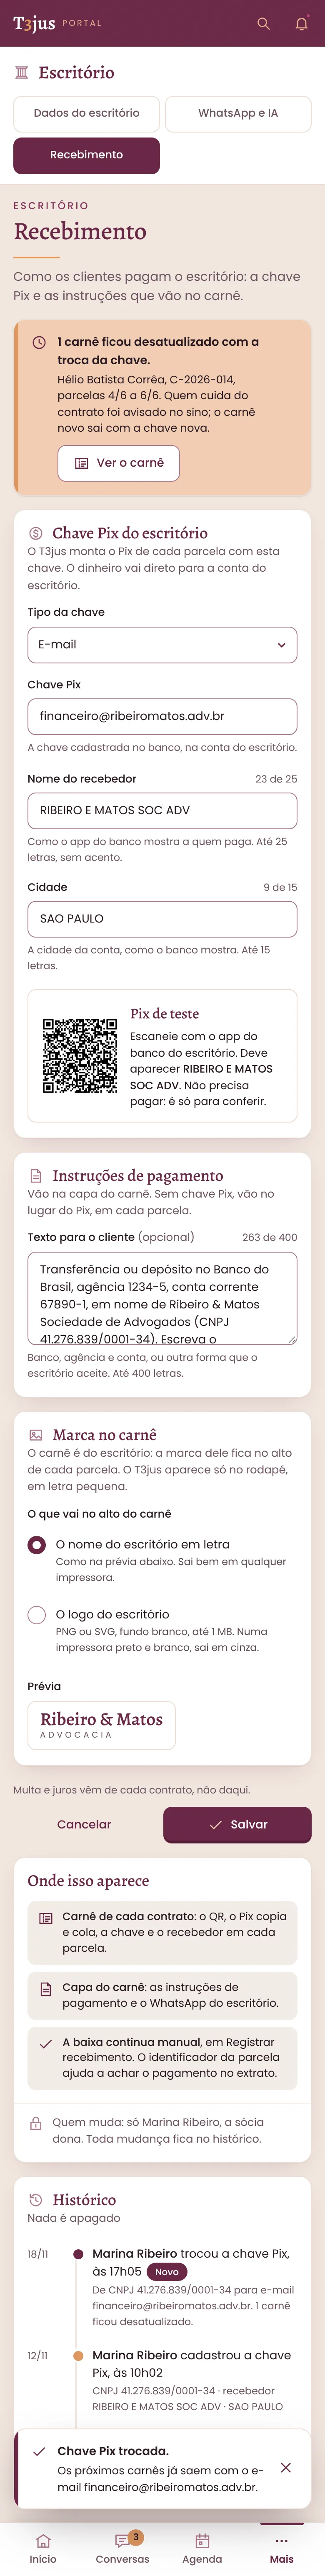 T3jus PORTAL
Escritório
Dados do escritório
WhatsApp e IA
Recebimento
ESCRITÓRIO
Recebimento
Como os clientes pagam o escritório: a chave
Pix e as instruções que vão no carnê.
1 carnê ficou desatualizado com a
troca da chave.
Hélio Batista Corrêa, C-2026-014,
parcelas 4/6 a 6/6. Quem cuida do
contrato foi avisado no sino; o carnê
novo sai com a chave nova.
Ver o carnê
Chave Pix do escritório
O T3jus monta o Pix de cada parcela com esta
chave. O dinheiro vai direto para a conta do
escritório.
Tipo da chave
E-mail
Chave Pix
financeiro@ribeiromatos.adv.br
A chave cadastrada no banco, na conta do escritório.
Nome do recebedor 23 de 25
RIBEIRO E MATOS SOC ADV
Como o app do banco mostra a quem paga. Até 25
letras, sem acento.
Cidade 9 de 15
SAO PAULO
A cidade da conta, como o banco mostra. Até 15
letras.
Pix de teste
Escaneie com o app do
banco do escritório. Deve
aparecer RIBEIRO E MATOS
SOC ADV. Não precisa
pagar: é só para conferir.
Instruções de pagamento
Vão na capa do carnê. Sem chave Pix, vão no
lugar do Pix, em cada parcela.
Texto para o cliente (opcional) 263 de 400
Transferência ou depósito no Banco do
Brasil, agência 1234-5, conta corrente
67890-1, em nome de Ribeiro & Matos
Sociedade de Advogados (CNPJ
41.276.839/0001-34). Escreva o
Banco, agência e conta, ou outra forma que o
escritório aceite. Até 400 letras.
Marca no carnê
O carnê é do escritório: a marca dele fica no alto
de cada parcela. O T3jus aparece só no rodapé,
em letra pequena.
O que vai no alto do carnê
O nome do escritório em letra
Como na prévia abaixo. Sai bem em qualquer
impressora.
O logo do escritório
PNG ou SVG, fundo branco, até 1 MB. Numa
impressora preto e branco, sai em cinza.
Prévia
Ribeiro & Matos
ADVOCACIA
Multa e juros vêm de cada contrato, não daqui.
Cancelar
Salvar
Onde isso aparece
Carnê de cada contrato: o QR, o Pix copia
e cola, a chave e o recebedor em cada
parcela.
Capa do carnê: as instruções de
pagamento e o WhatsApp do escritório.
A baixa continua manual, em Registrar
recebimento. O identificador da parcela
ajuda a achar o pagamento no extrato.
Quem muda: só Marina Ribeiro, a sócia
dona. Toda mudança fica no histórico.
Histórico
Nada é apagado
18/11 Marina Ribeiro trocou a chave Pix,
às 17h05 Novo
De CNPJ 41.276.839/0001-34 para e-mail
financeiro@ribeiromatos.adv.br. 1 carnê
ficou desatualizado.
12/11 Marina Ribeiro cadastrou a chave
Pix, às 10h02
CNPJ 41.276.839/0001-34 · recebedor
RIBEIRO E MATOS SOC ADV · SAO PAULO
Chave Pix trocada.
Os próximos carnês já saem com o e-
mail financeiro@ribeiromatos.adv.br.
3
Início
Conversas
Agenda
Mais